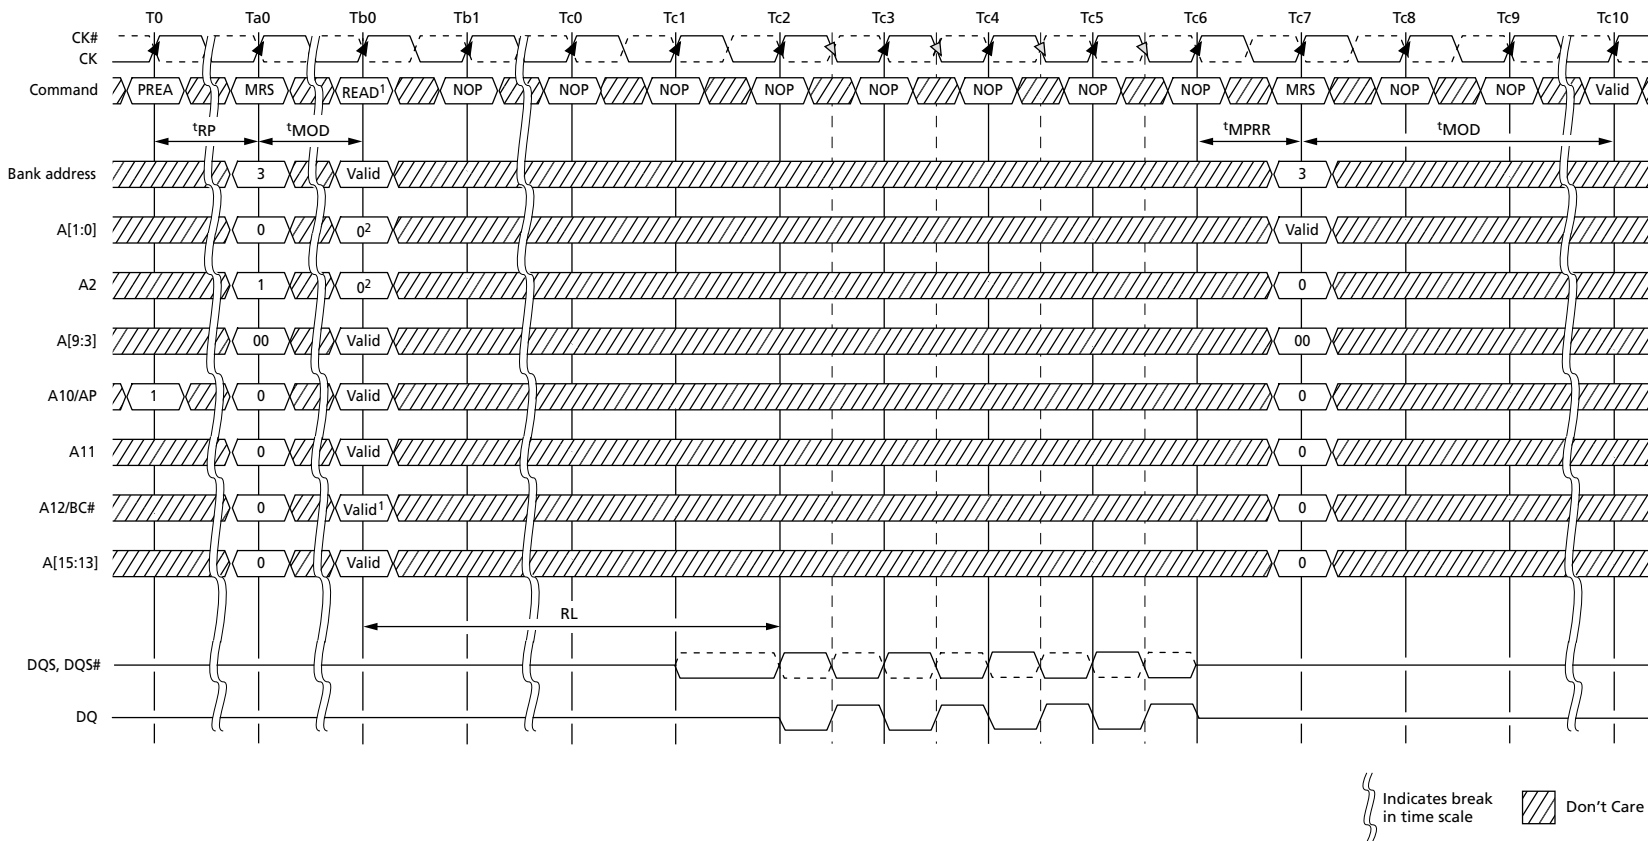 T0 Ta0 Tb0 Tb1 Tc0 Tc1 Tc2 Tc3 Tc4 Tc5 Tc6 Tc7 Tc8 Tc9 Tc10
CK#
CK
Command PREA MRS READ1 NOP NOP NOP NOP NOP NOP NOP NOP MRS NOP NOP Valid
tRP tMOD tMPRR tMOD
Bank address 3 Valid 3
A[1:0] 0 02 Valid
A2 1 02 0
A[9:3] 00 Valid 00
A10/AP 1 0 Valid 0
A11 0 Valid 0
A12/BC# 0 Valid1 0
A[15:13] 0 Valid 0
RL
DQS, DQS#
DQ
Indicates break
in time scale
Don't Care